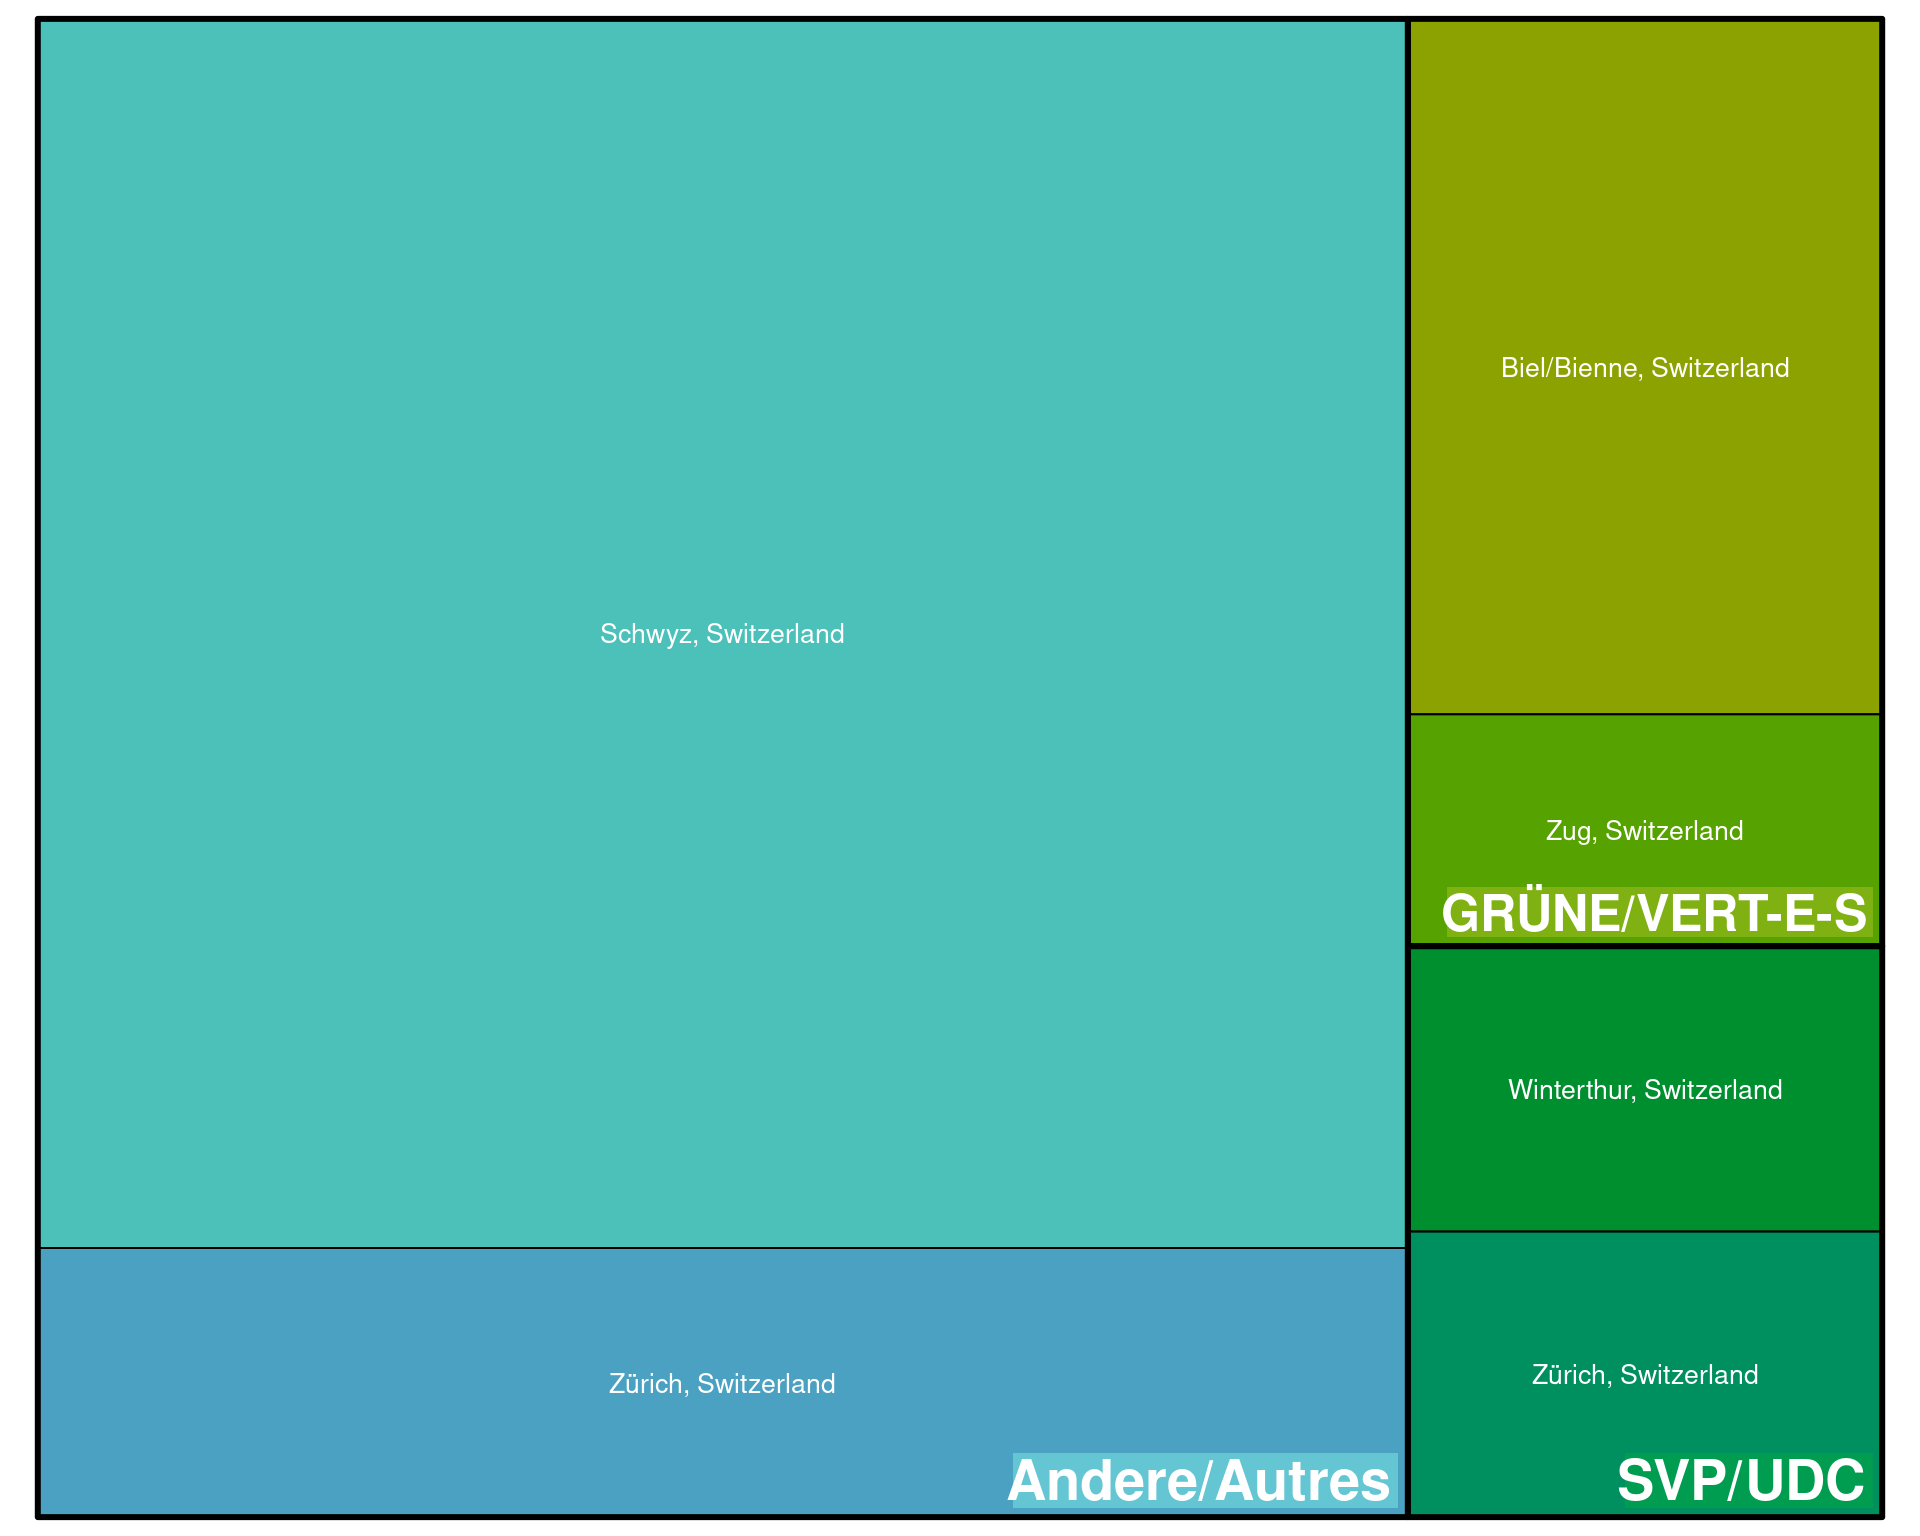 Schwyz, Switzerland
Zürich, Switzerland
Andere/Autres
Biel/Bienne, Switzerland
Zug, Switzerland
GRÜNE/VERT-E-S
Winterthur, Switzerland
Zürich, Switzerland
SVP/UDC